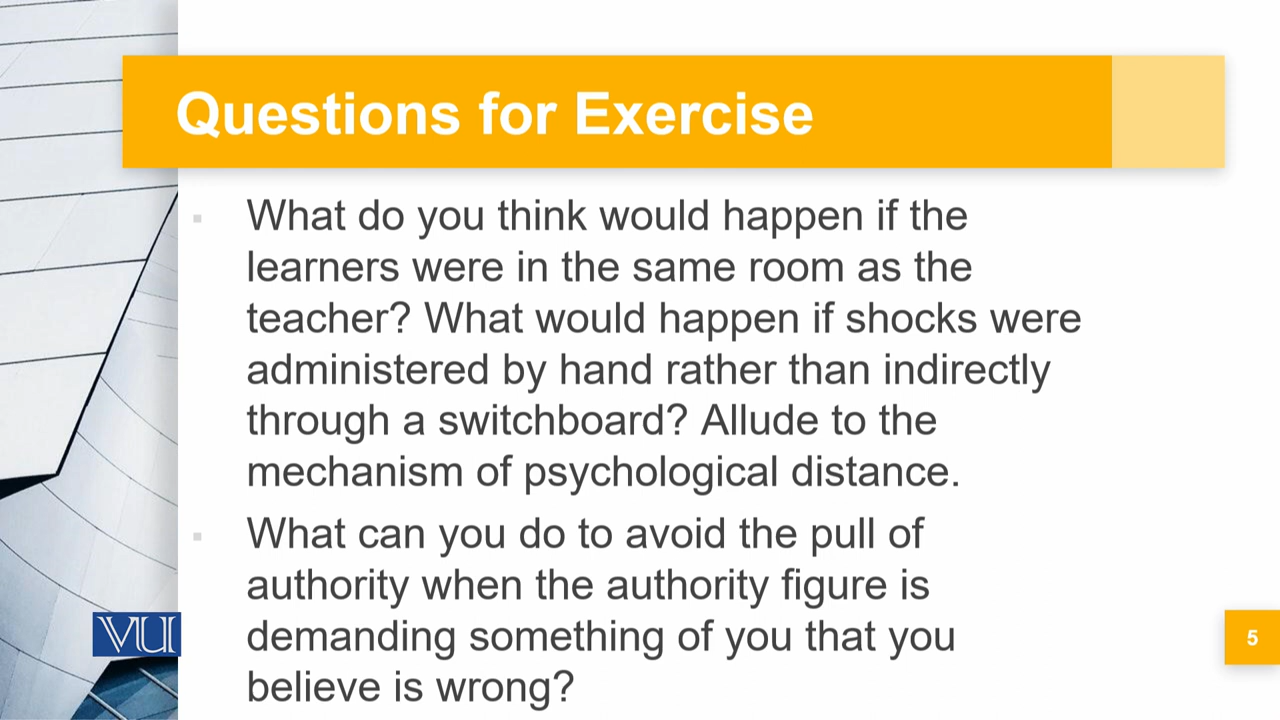 Questions for Exercise
What do you think would happen if the
learners were in the same room as the
teacher? What would happen if shocks were
administered by hand rather than indirectly
through a switchboard? Allude to the
mechanism of psychological distance.
What can you do to avoid the pull of
authority when the authority figure is
demanding something of you that you
believe is wrong?
VU
5